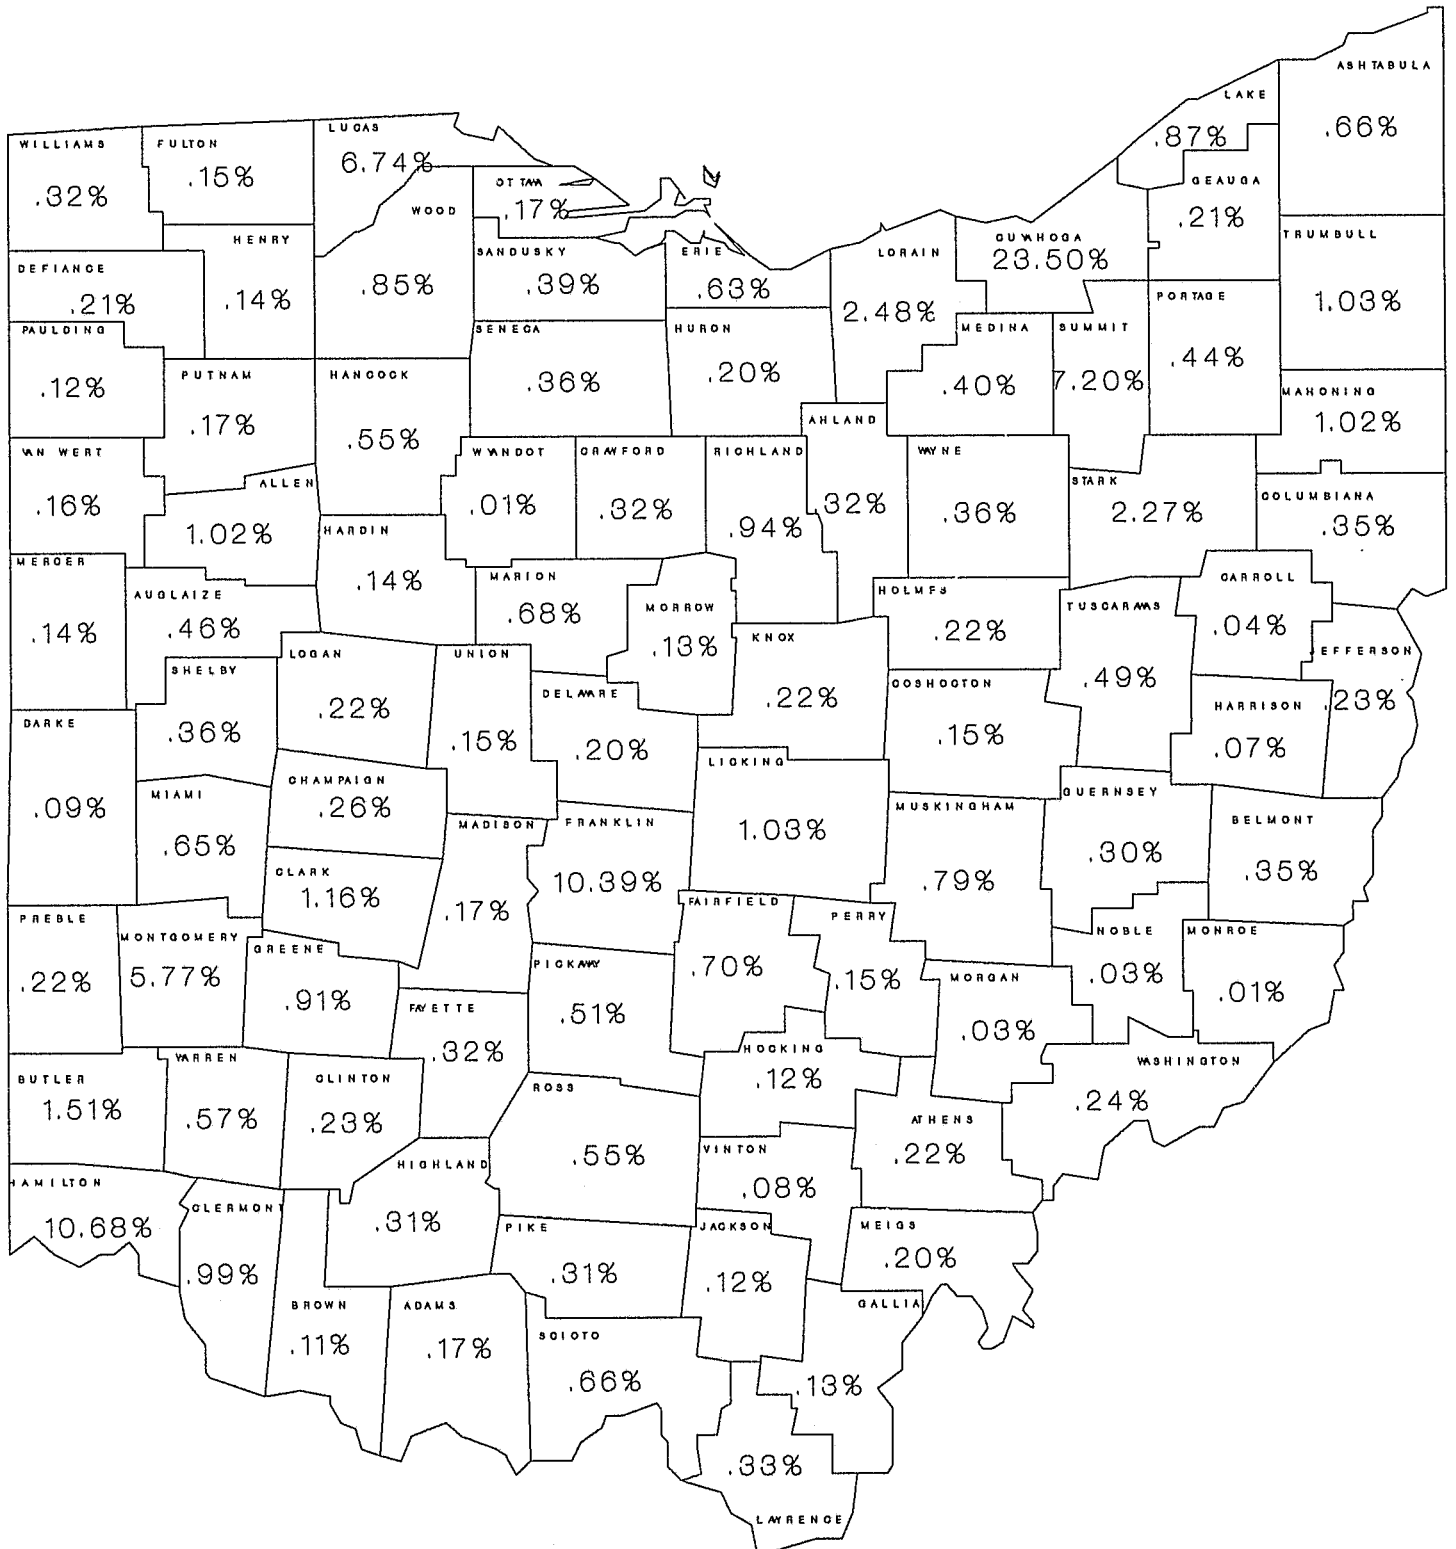 ASHTABULA
.66%
LAKE
.87%
LUCAS
6.74%
WILLIAMS
.32%
FULTON
.15%
OTTAWA
.17%
GEAUGA
.21%
WOOD
.85%
HENRY
.14%
SANDUSKY
.39%
ERIE
.63%
LORAIN
2.48%
CUYAHOGA
23.50%
TRUMBULL
1.03%
DEFIANCE
.21%
PAULDING
.12%
PORTAGE
.44%
SENECA
.36%
HURON
.20%
MEDINA
.40%
SUMMIT
7.20%
PUTNAM
.17%
HANCOCK
.55%
MAHONING
1.02%
AHLAND
.32%
VAN WERT
.16%
ALLEN
1.02%
WYANDOT
.01%
CRAWFORD
.32%
RICHLAND
.94%
WAYNE
.36%
STARK
2.27%
COLUMBIANA
.35%
HARDIN
.14%
MERCER
.14%
AUGLAIZE
.46%
MARION
.68%
MORROW
.13%
HOLMES
.22%
TUSCARAWAS
.49%
CARROLL
.04%
JEFFERSON
.23%
KNOX
.22%
LOGAN
.22%
UNION
.15%
SHELBY
.36%
DELAWARE
.20%
COSHOCTON
.15%
HARRISON
.07%
DARKE
.09%
LICKING
1.03%
CHAMPAIGN
.26%
MIAMI
.65%
MUSKINGHAM
.79%
GUERNSEY
.30%
BELMONT
.35%
MADISON
.17%
FRANKLIN
10.39%
CLARK
1.16%
FAIRFIELD
.70%
PERRY
.15%
PREBLE
.22%
MONTGOMERY
5.77%
GREENE
.91%
NOBLE
.03%
MONROE
.01%
PICKAWAY
.51%
MORGAN
.03%
FAYETTE
.32%
HOCKING
.12%
WARREN
.57%
WASHINGTON
.24%
BUTLER
1.51%
CLINTON
.23%
ROSS
.55%
ATHENS
.22%
VINTON
.08%
HIGHLAND
.31%
HAMILTON
10.68%
CLERMONT
.99%
PIKE
.31%
JACKSON
.12%
MEIGS
.20%
BROWN
.11%
ADAMS
.17%
GALLIA
.13%
SCIOTO
.66%
.33%
LAWRENCE